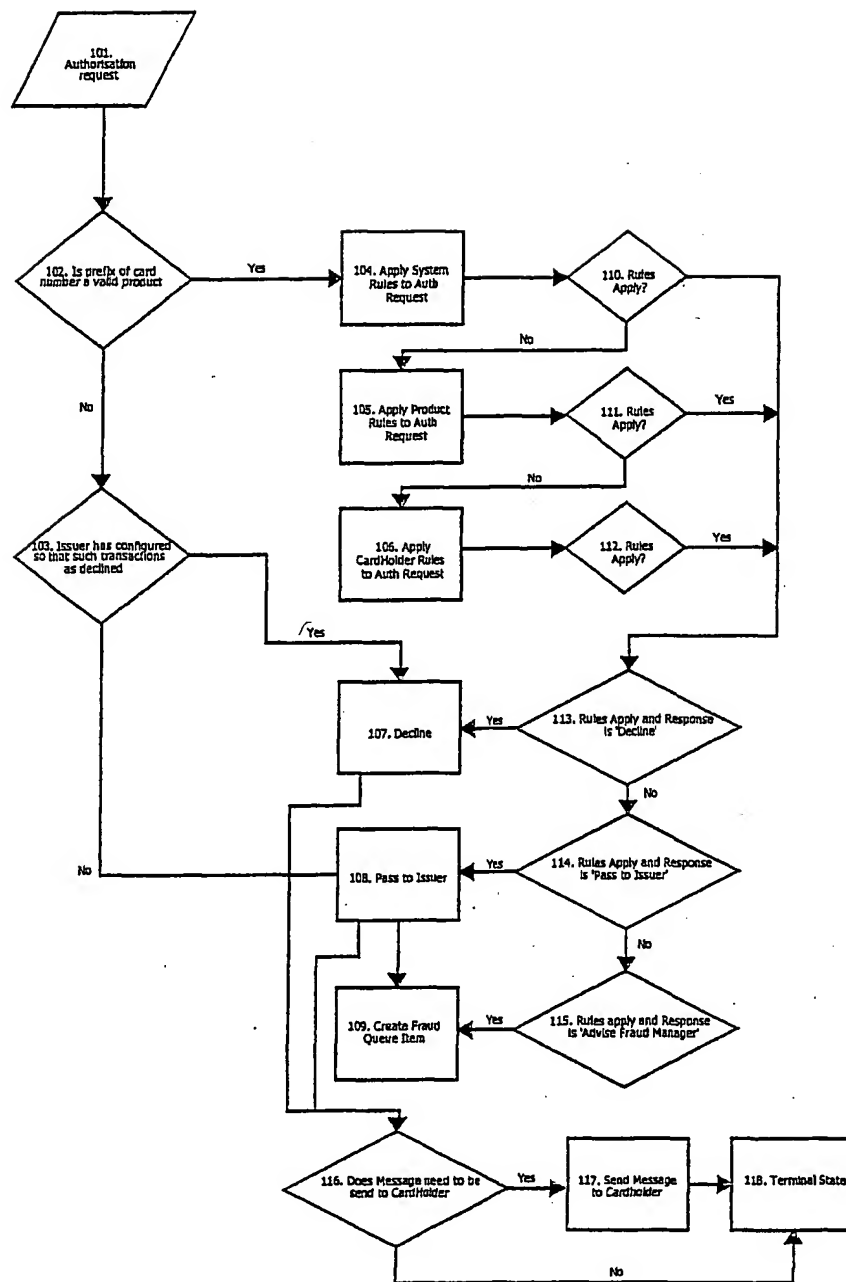 101.
Authorisation
request
102. Is prefix of card
number a valid product
Yes
104. Apply System
Rules to Auth
Request
110. Rules
Apply?
No
No
105. Apply Product
Rules to Auth
Request
111. Rules
Apply?
Yes
No
103. Issuer has configured
so that such transactions
as declined
106. Apply
CardHolder Rules
to Auth Request
112. Rules
Apply?
Yes
Yes
107. Decline
Yes
113. Rules Apply and Response
is 'Decline'
No
No
108. Pass to Issuer
Yes
114. Rules Apply and Response
is 'Pass to Issuer'
No
109. Create Fraud
Queue Item
Yes
115. Rules apply and Response
is 'Advise Fraud Manager'
116. Does Message need to be
send to CardHolder
Yes
117. Send Message
to Cardholder
118. Terminal State
No